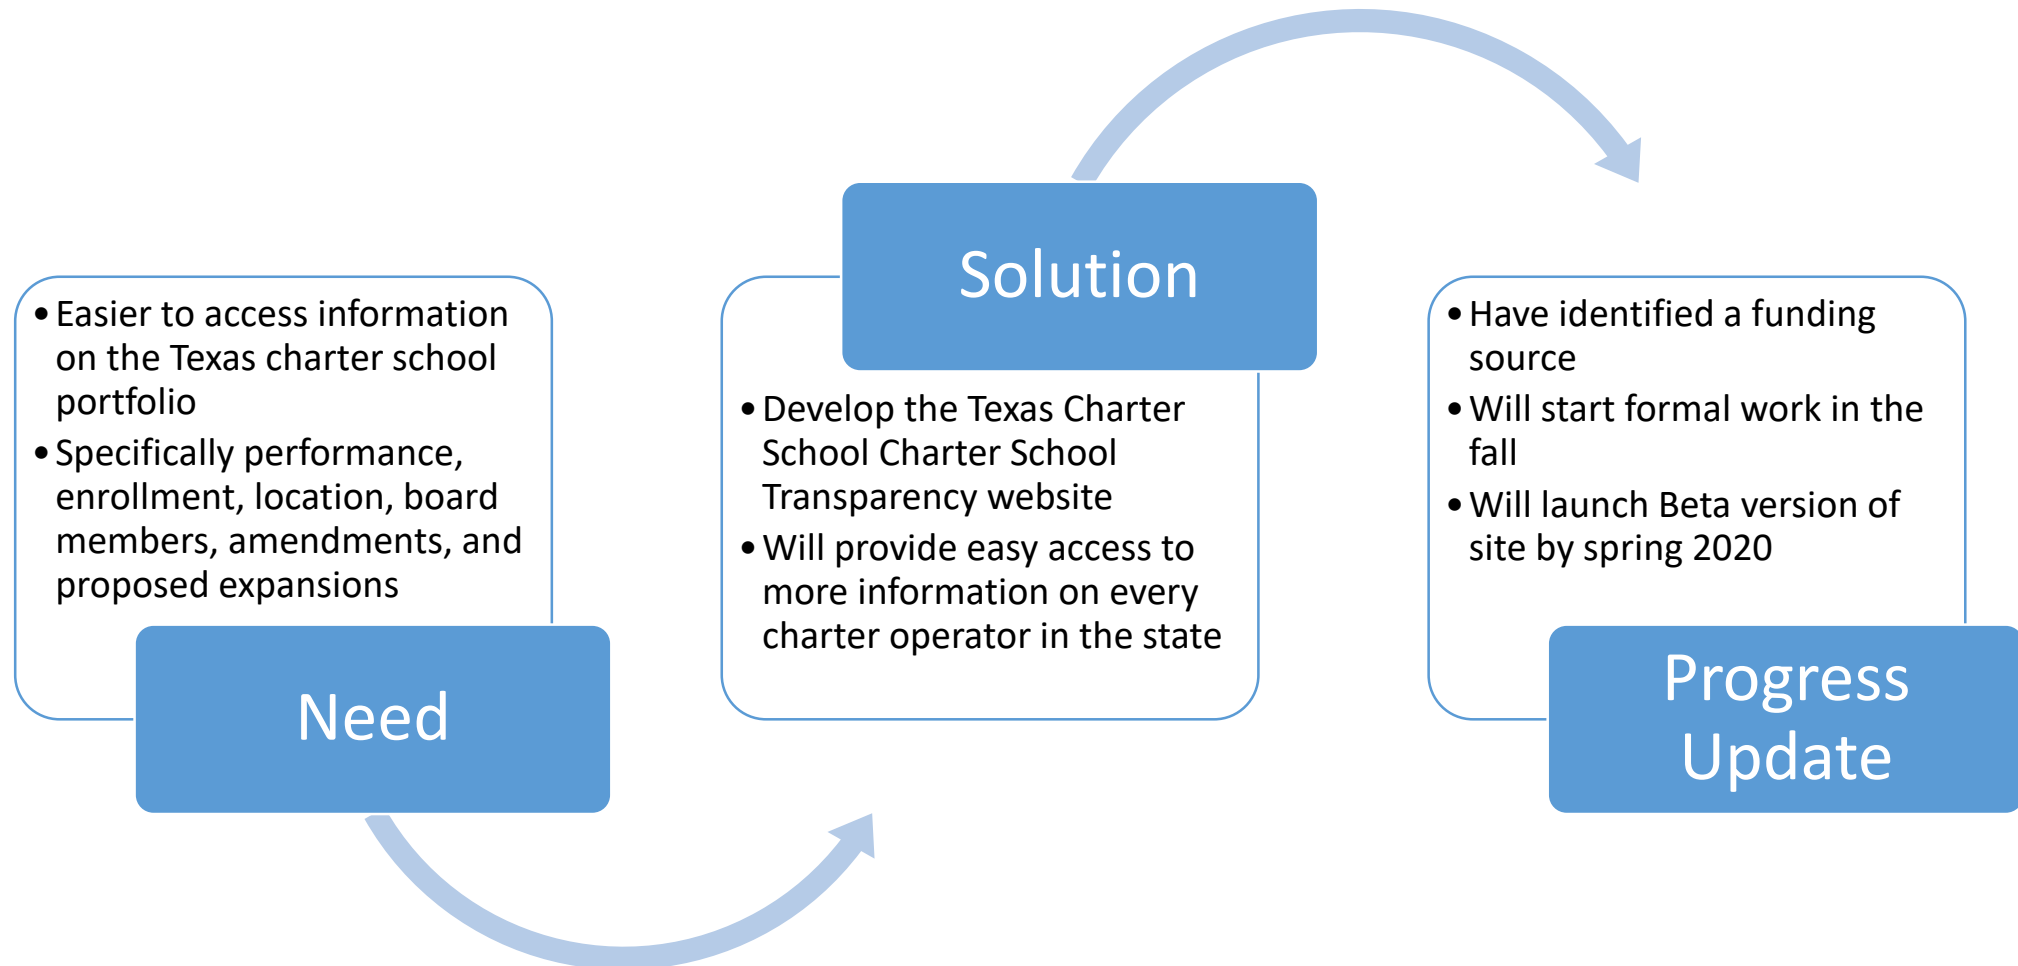 • Easier to access information
on the Texas charter school
portfolio
• Specifically performance,
enrollment, location, board
members, amendments, and
proposed expansions
Need
Solution
• Develop the Texas Charter
School Charter School
Transparency website
• Will provide easy access to
more information on every
charter operator in the state
• Have identified a funding
source
• Will start formal work in the
fall
• Will launch Beta version of
site by spring 2020
Progress
Update